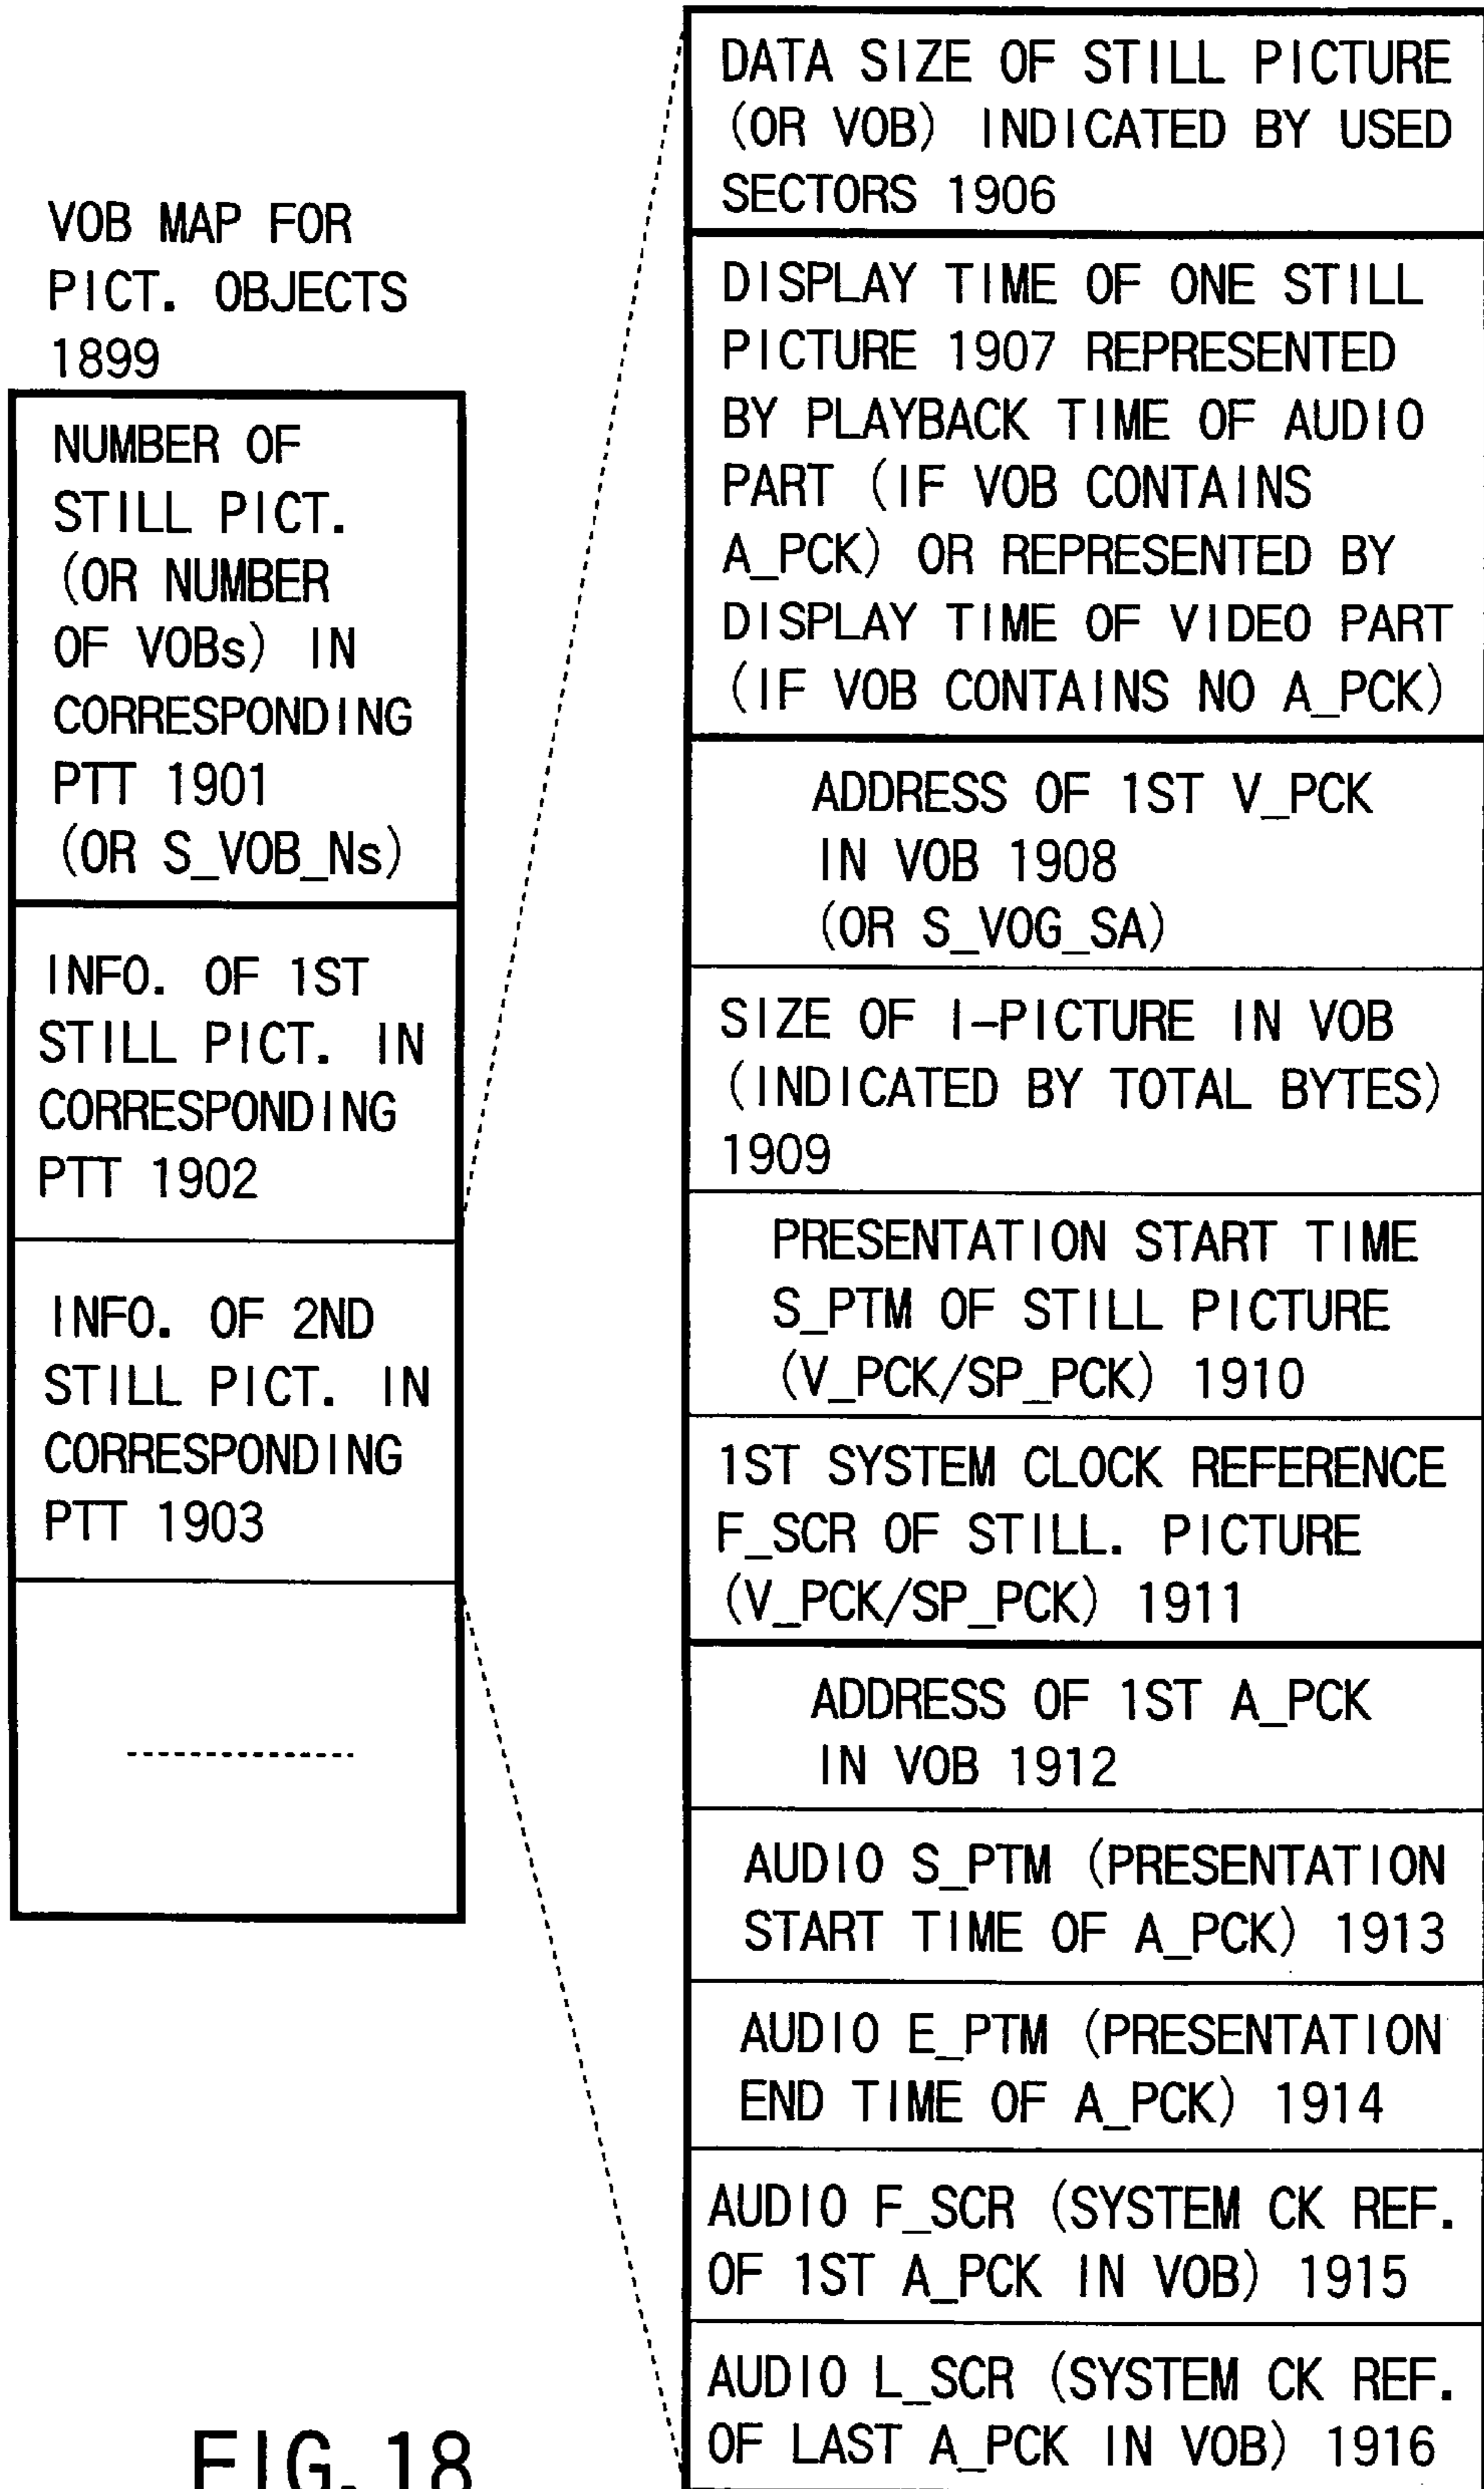 VOB MAP FOR
PICT. OBJECTS
1899
NUMBER OF
STILL PICT.
(OR NUMBER
OF VOBs) IN
CORRESPONDING
PTT 1901
(OR S_VOB_Ns)
INFO. OF 1ST
STILL PICT. IN
CORRESPONDING
PTT 1902
INFO. OF 2ND
STILL PICT. IN
CORRESPONDING
PTT 1903
DATA SIZE OF STILL PICTURE
(OR VOB) INDICATED BY USED
SECTORS 1906
DISPLAY TIME OF ONE STILL
PICTURE 1907 REPRESENTED
BY PLAYBACK TIME OF AUDIO
PART (IF VOB CONTAINS
A_PCK) OR REPRESENTED BY
DISPLAY TIME OF VIDEO PART
(IF VOB CONTAINS NO A_PCK)
ADDRESS OF 1ST V_PCK
IN VOB 1908
(OR S_VOG_SA)
SIZE OF I-PICTURE IN VOB
(INDICATED BY TOTAL BYTES)
1909
PRESENTATION START TIME
S_PTM OF STILL PICTURE
(V_PCK/SP_PCK) 1910
1ST SYSTEM CLOCK REFERENCE
F_SCR OF STILL. PICTURE
(V_PCK/SP_PCK) 1911
ADDRESS OF 1ST A_PCK
IN VOB 1912
AUDIO S_PTM (PRESENTATION
START TIME OF A_PCK) 1913
AUDIO E_PTM (PRESENTATION
END TIME OF A_PCK) 1914
AUDIO F_SCR (SYSTEM CK REF.
OF 1ST A_PCK IN VOB) 1915
AUDIO L_SCR (SYSTEM CK REF.
OF LAST A_PCK IN VOB) 1916
FIG. 18